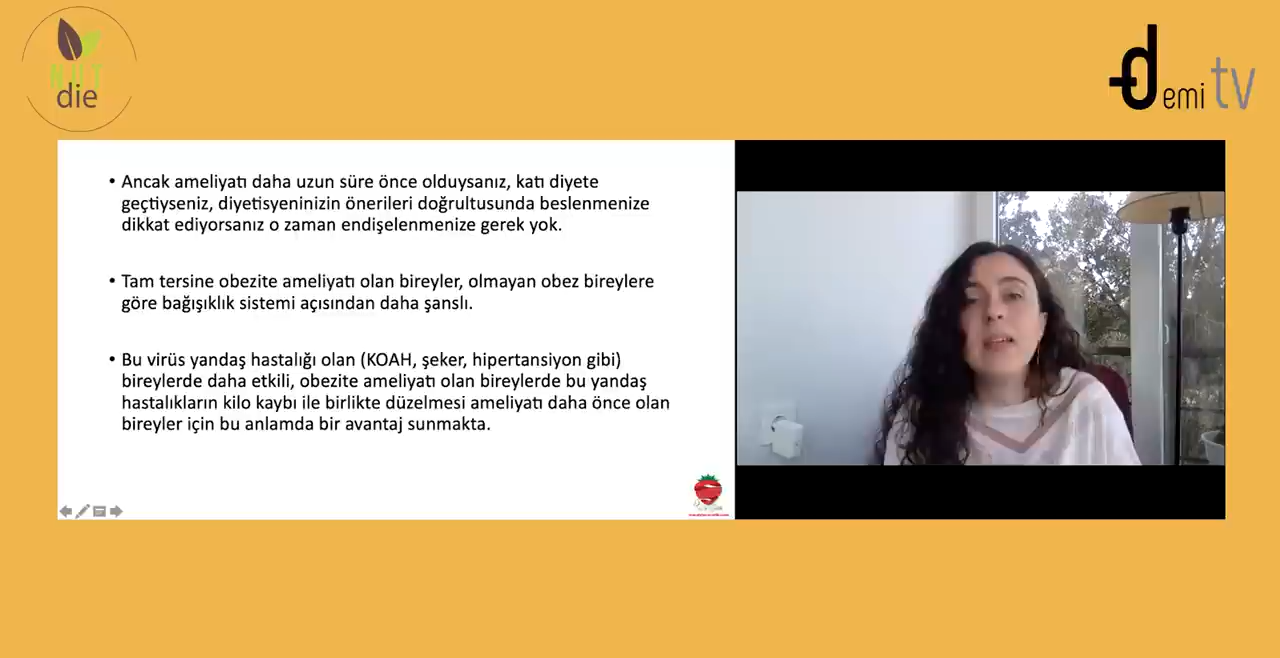 NUT
die
demi tv
• Ancak ameliyatı daha uzun süre önce olduysanız, katı diyete
geçtiyseniz, diyetisyeninizin önerileri doğrultusunda beslenmenize
dikkat ediyorsanız o zaman endişelenmenize gerek yok.
• Tam tersine obezite ameliyatı olan bireyler, olmayan obez bireylere
göre bağışıklık sistemi açısından daha şanslı.
• Bu virüs yandaş hastalığı olan (KOAH, şeker, hipertansiyon gibi)
bireylerde daha etkili, obezite ameliyatı olan bireylerde bu yandaş
hastalıkların kilo kaybı ile birlikte düzelmesi ameliyatı daha önce olan
bireyler için bu anlamda bir avantaj sunmakta.